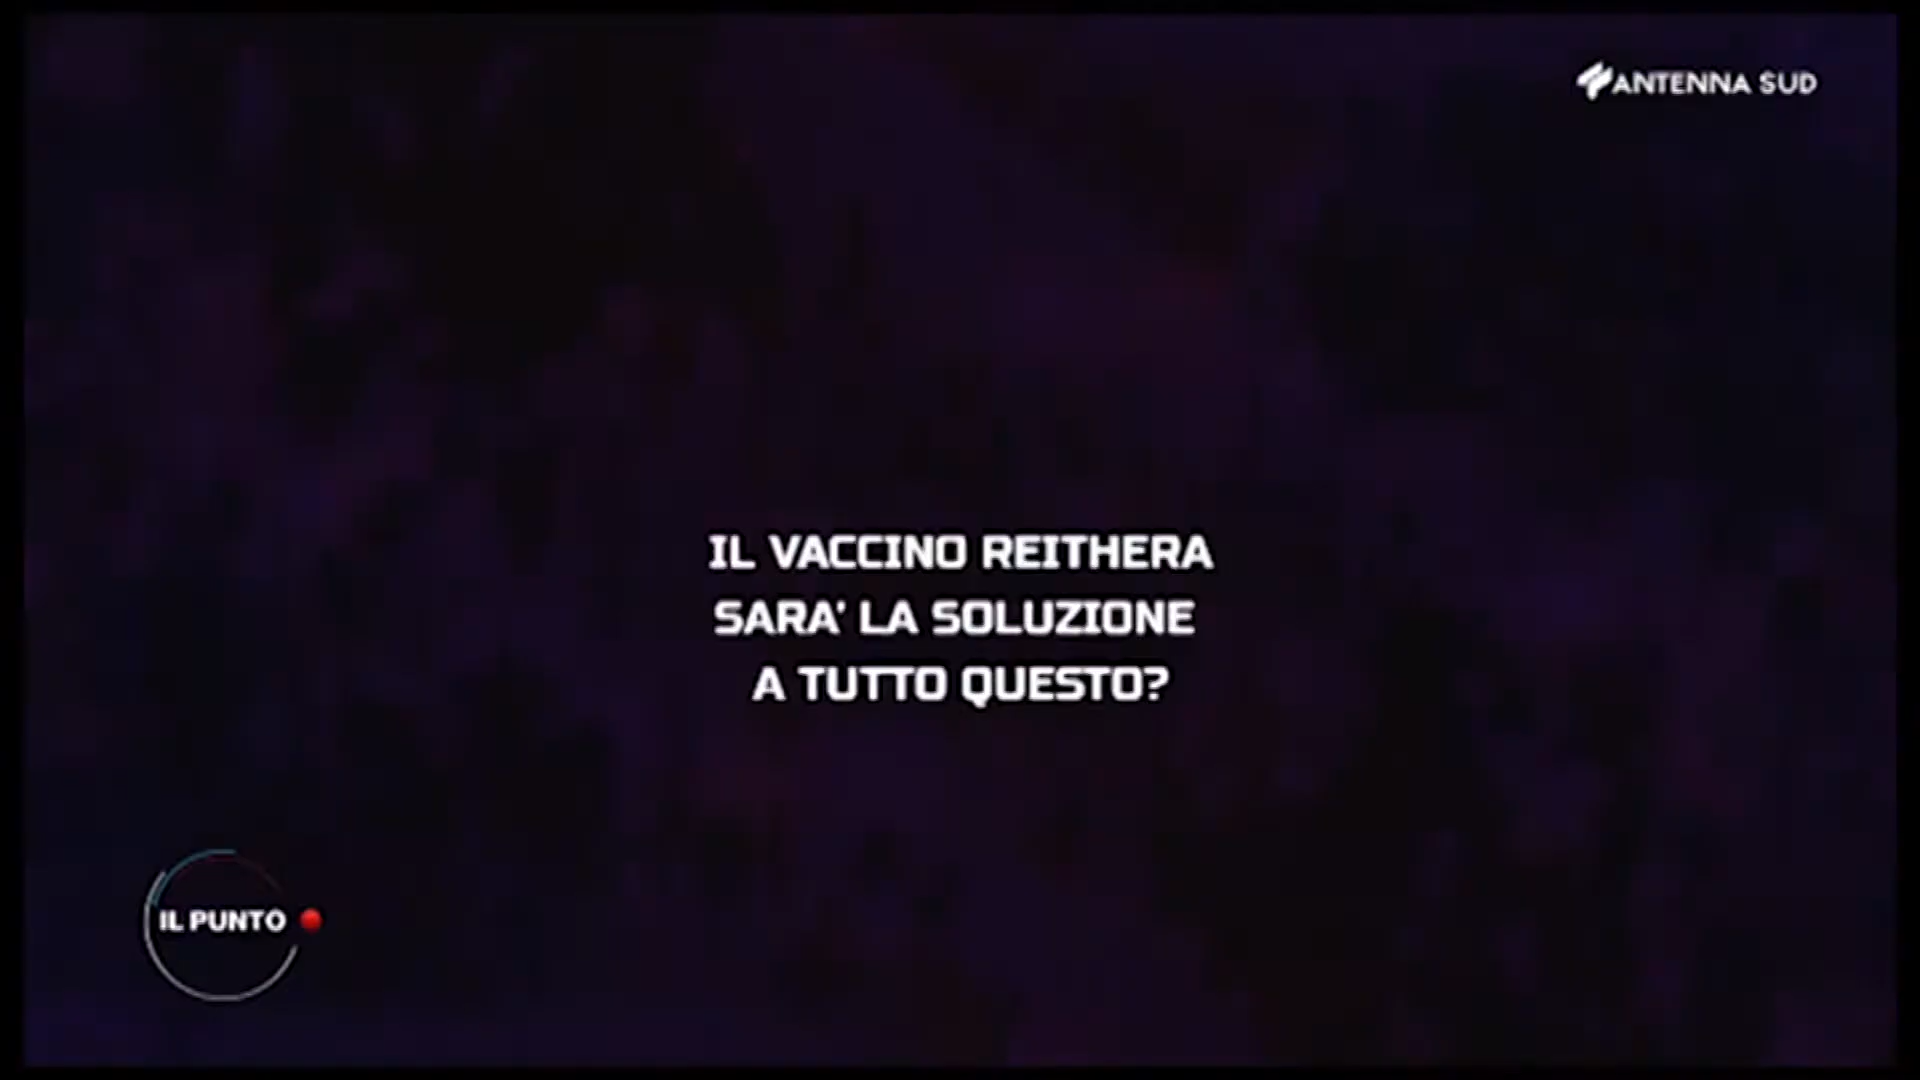 ANTENNA SUD
IL VACCINO REITHERA
SARA' LA SOLUZIONE
A TUTTO QUESTO?
IL PUNTO